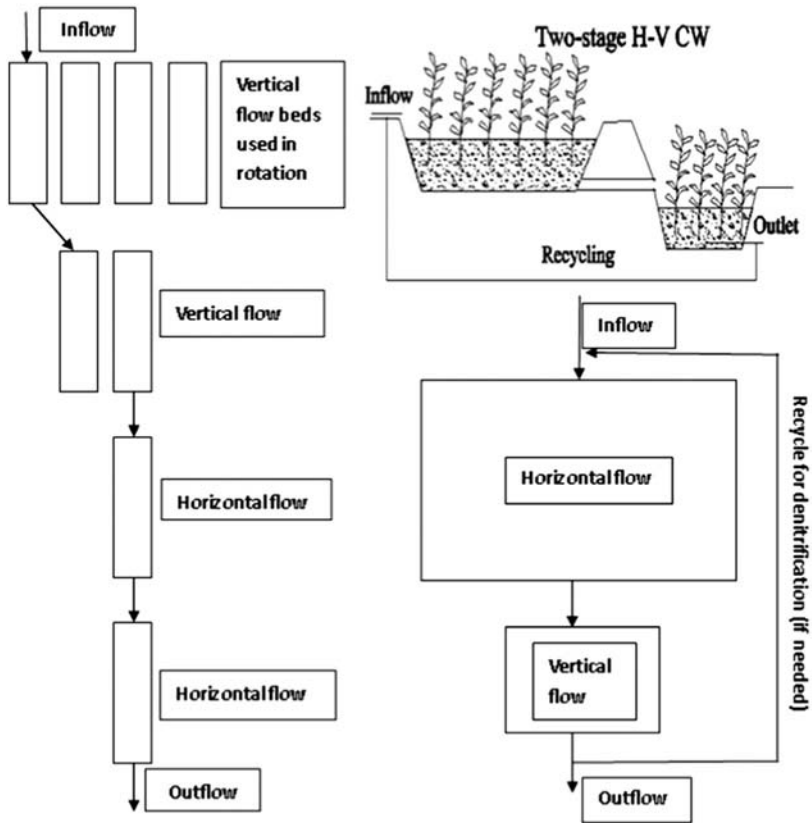 Inflow
Vertical
flow beds
used in
rotation
Vertical flow
Horizontal flow
Horizontal flow
Outflow
Two-stage H-V CW
Inflow
Outlet
Recycling
Inflow
Horizontal flow
Vertical
flow
Outflow
Recycle for denitrification (if needed)